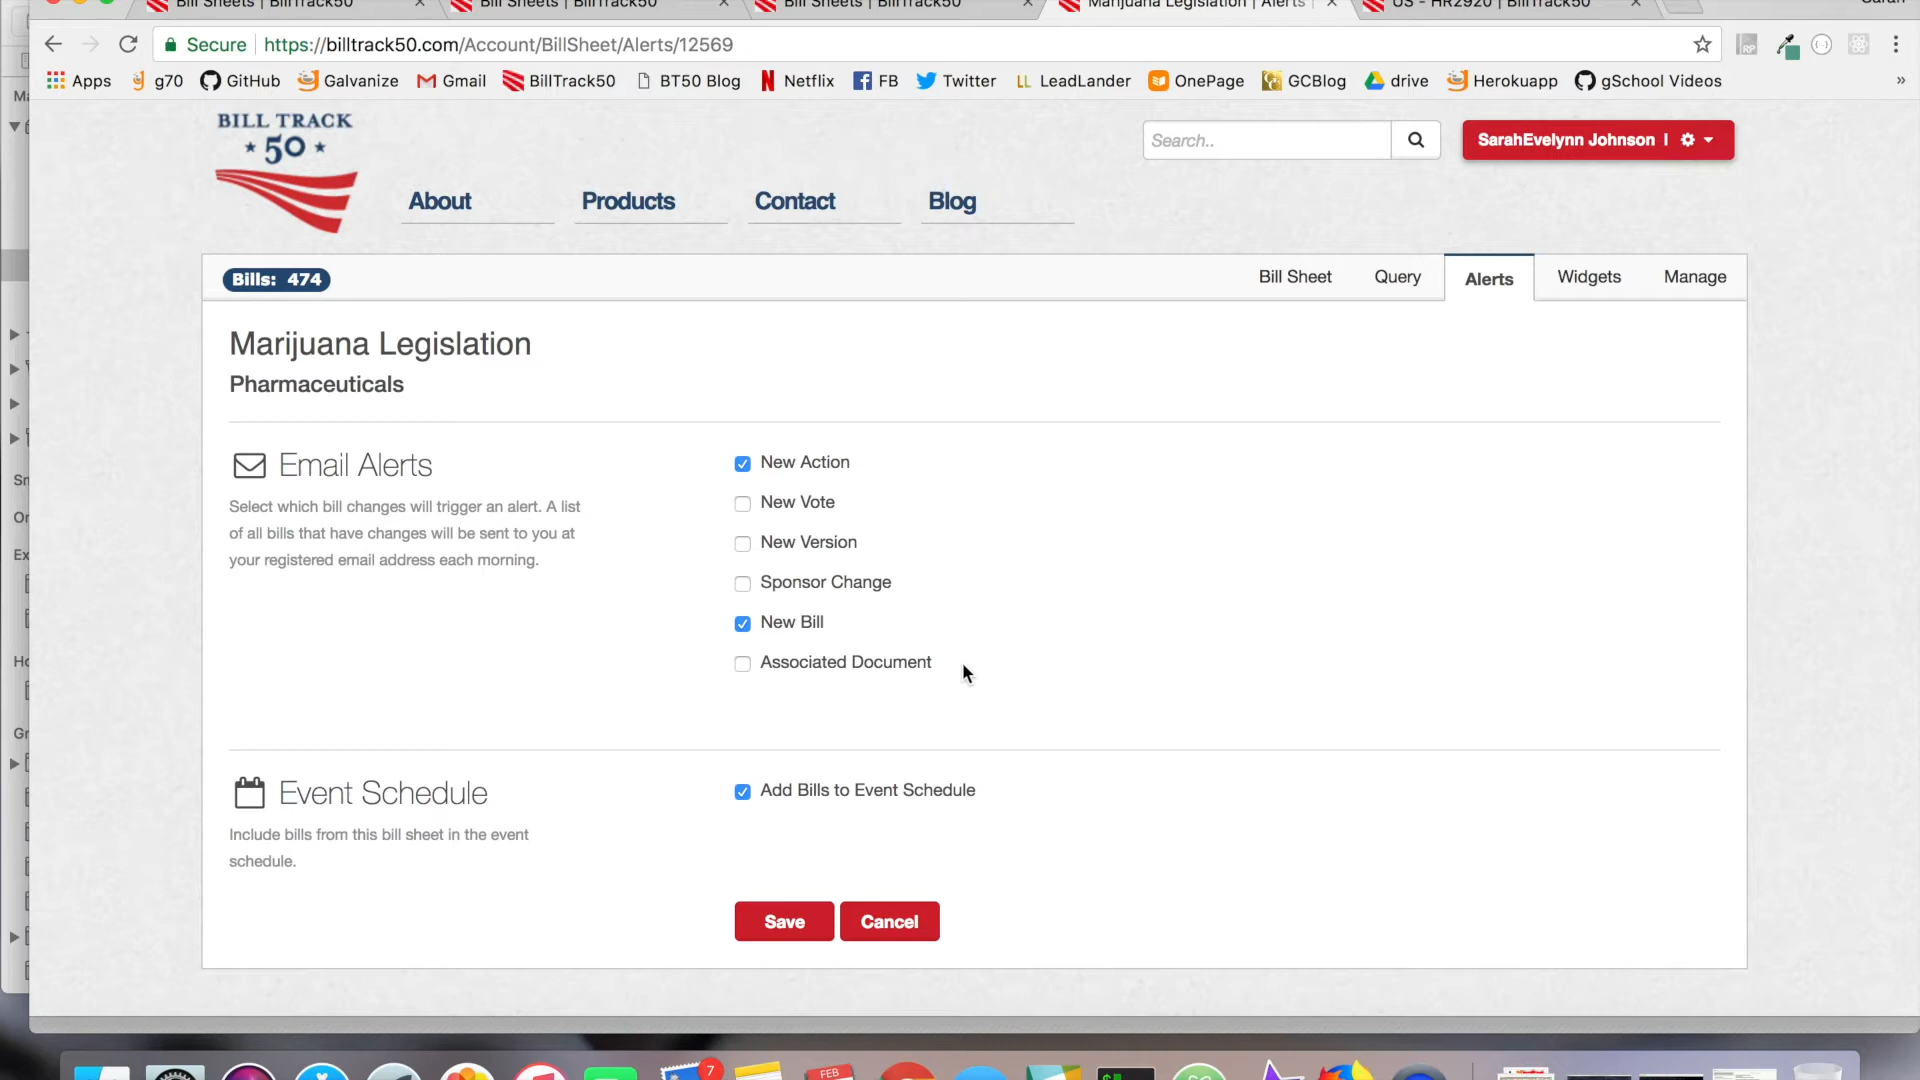 Bill Sheets | BillTrack50
Bill Sheets | BillTrack50
Bill Sheets | BillTrack50
Marijuana Legislation | Alerts
US - HR2920 | BillTrack50
Sarah
Secure
https://billtrack50.com/Account/BillSheet/Alerts/12569
Apps g70 GitHub Galvanize Gmail BillTrack50 BT50 Blog Netflix FB Twitter LL LeadLander OnePage GCBlog drive Herokuapp gSchool Videos »
BILL TRACK
50
Search..
SarahEvelynn Johnson |
About Products Contact Blog
Bills: 474
Bill Sheet Query Alerts Widgets Manage
Marijuana Legislation
Pharmaceuticals
Email Alerts
Select which bill changes will trigger an alert. A list
of all bills that have changes will be sent to you at
your registered email address each morning.
New Action
New Vote
New Version
Sponsor Change
New Bill
Associated Document
Event Schedule
Include bills from this bill sheet in the event
schedule.
Add Bills to Event Schedule
Save Cancel
7
FEB